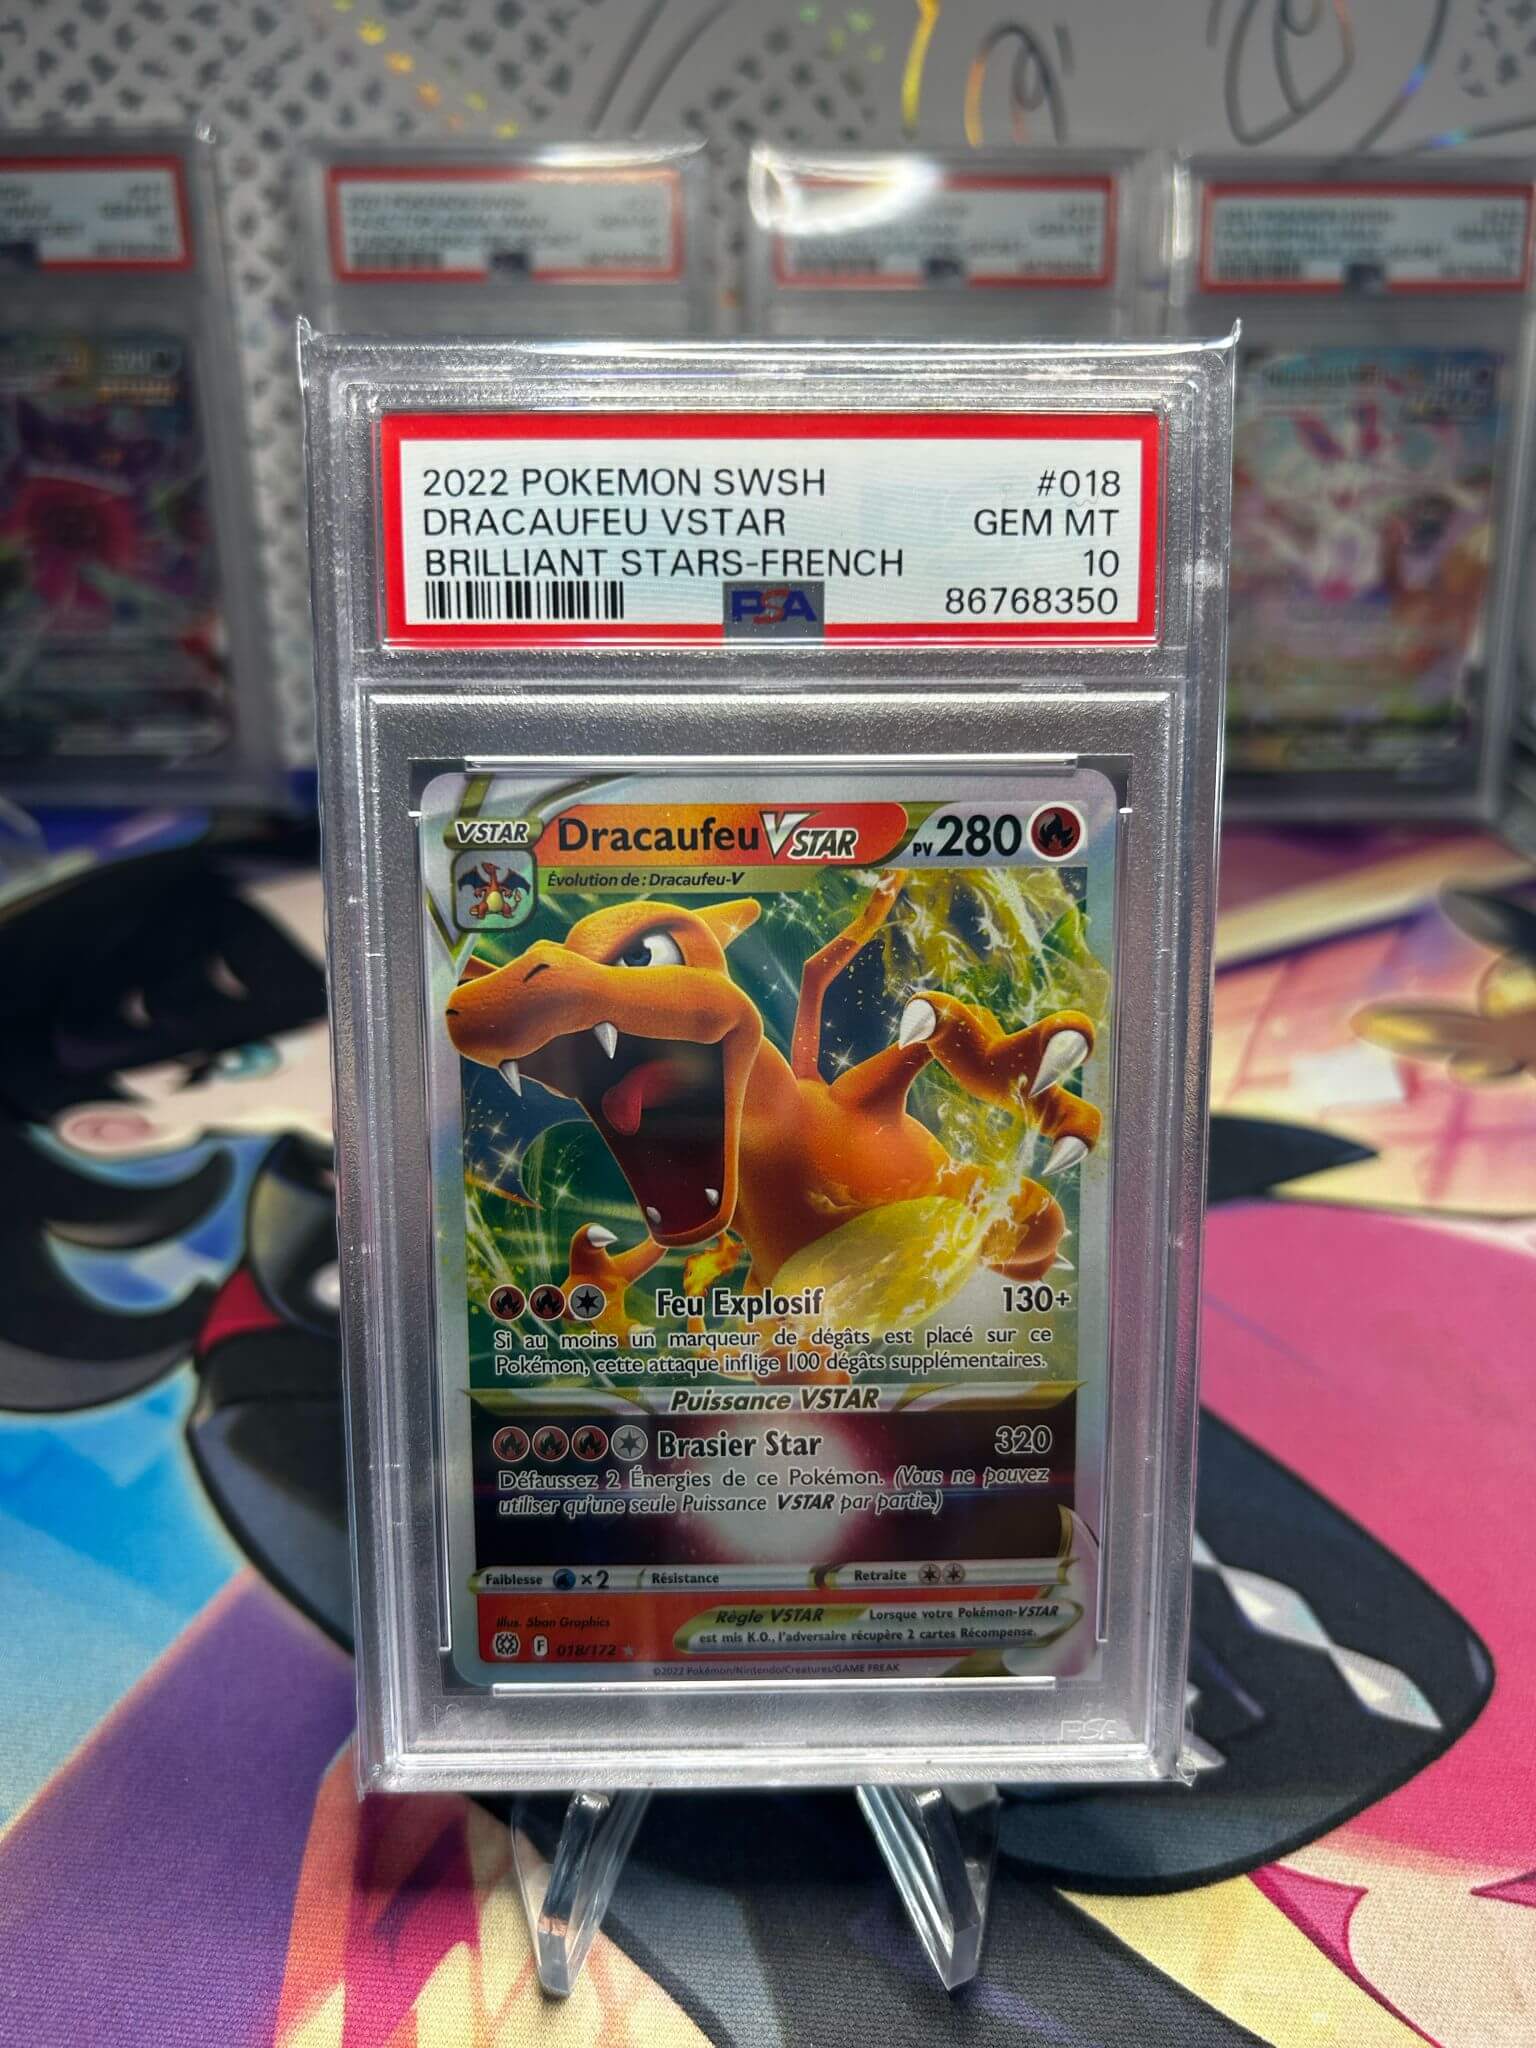 2022 POKEMON SWSH #018
DRACAUFEU VSTAR GEM MT
BRILLIANT STARS-FRENCH 10
PSA 86768350
VSTAR Dracaufeu VSTAR PV 280
Évolution de : Dracaufeu-V
Feu Explosif 130+
Si au moins un marqueur de dégâts est placé sur ce
Pokémon, cette attaque inflige 100 dégâts supplémentaires.
Puissance VSTAR
Brasier Star 320
Défaussez 2 Énergies de ce Pokémon. (Vous ne pouvez
utiliser qu'une seule Puissance VSTAR par partie.)
Faiblesse ×2 Résistance Retraite
Illus. 5ban Graphics
Règle VSTAR Lorsque votre Pokémon-VSTAR
est mis K.O., l'adversaire récupère 2 cartes Récompense.
F 018/172
©2022 Pokémon/Nintendo/Creatures/GAME FREAK
PSA